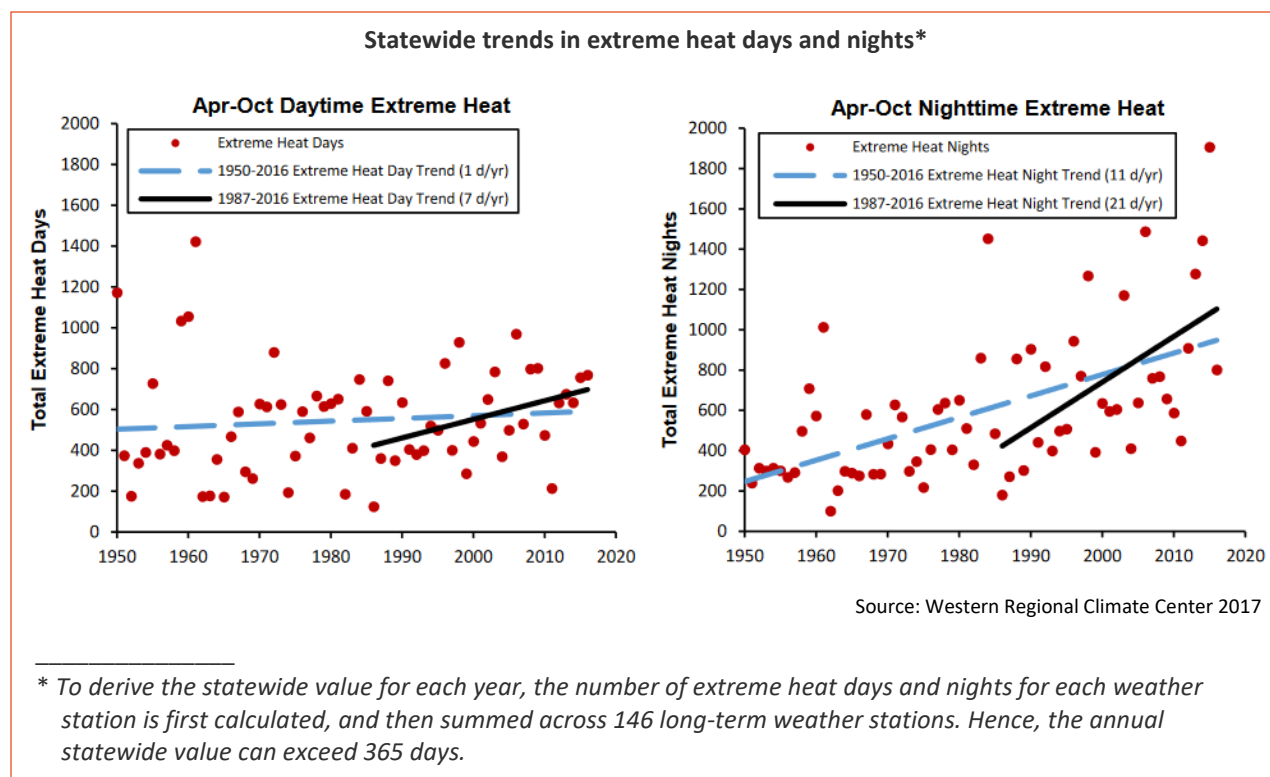 Statewide trends in extreme heat days and nights*
Apr-Oct Daytime Extreme Heat
2000
1800
1600
1400
1200
1000
800
600
400
200
0
Total Extreme Heat Days
Extreme Heat Days
1950-2016 Extreme Heat Day Trend (1 d/yr)
1987-2016 Extreme Heat Day Trend (7 d/yr)
1950 1960 1970 1980 1990 2000 2010 2020
Apr-Oct Nighttime Extreme Heat
2000
1800
1600
1400
1200
1000
800
600
400
200
0
Total Extreme Heat Nights
Extreme Heat Nights
1950-2016 Extreme Heat Night Trend (11 d/yr)
1987-2016 Extreme Heat Night Trend (21 d/yr)
1950 1960 1970 1980 1990 2000 2010 2020
Source: Western Regional Climate Center 2017
* To derive the statewide value for each year, the number of extreme heat days and nights for each weather
station is first calculated, and then summed across 146 long-term weather stations. Hence, the annual
statewide value can exceed 365 days.